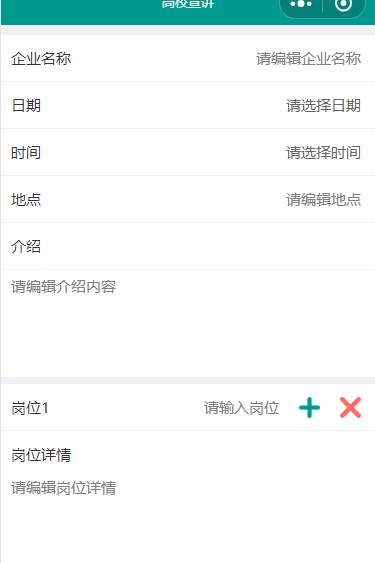 高校宣讲
企业名称 请编辑企业名称
日期 请选择日期
时间 请选择时间
地点 请编辑地点
介绍
请编辑介绍内容
岗位1 请输入岗位
岗位详情
请编辑岗位详情